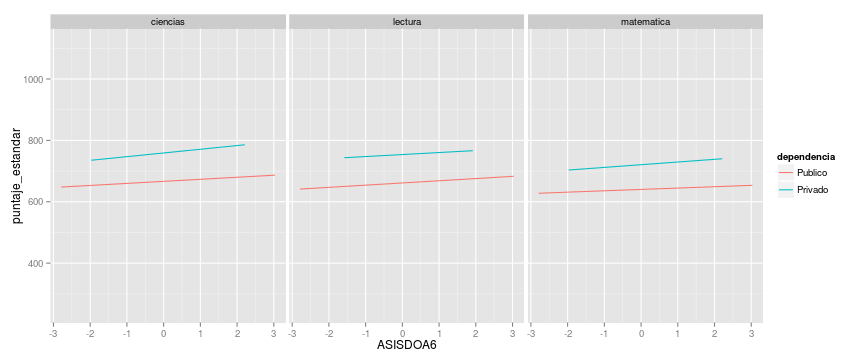 ciencias lectura matematica
puntaje_estandar
1000
800
600
400
dependencia
Publico
Privado
-3 -2 -1 0 1 2 3 -3 -2 -1 0 1 2 3 -3 -2 -1 0 1 2 3
ASISDOA6